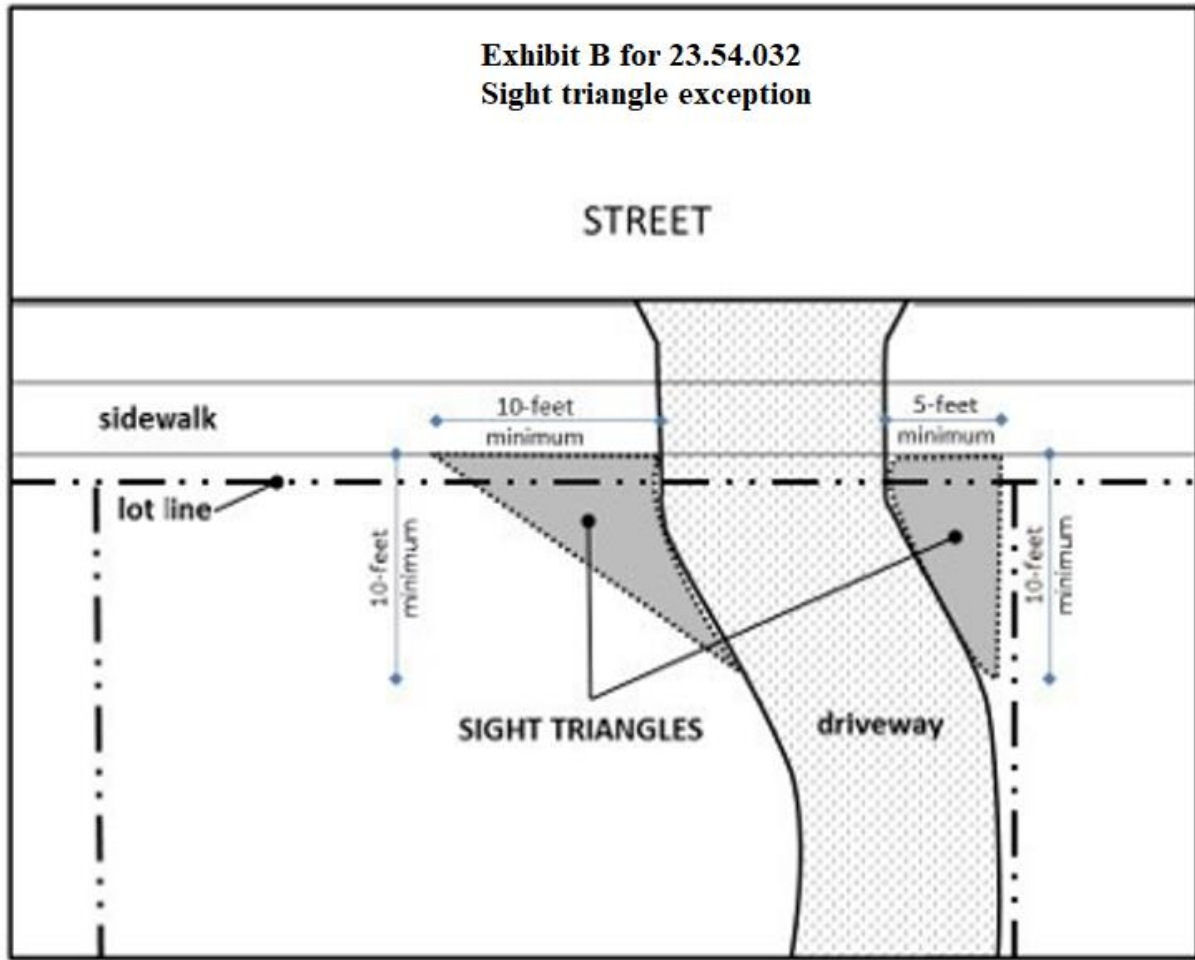 Exhibit B for 23.54.032
Sight triangle exception
STREET
sidewalk
10-feet
minimum
5-feet
minimum
lot line
10-feet
minimum
10-feet
minimum
SIGHT TRIANGLES
driveway